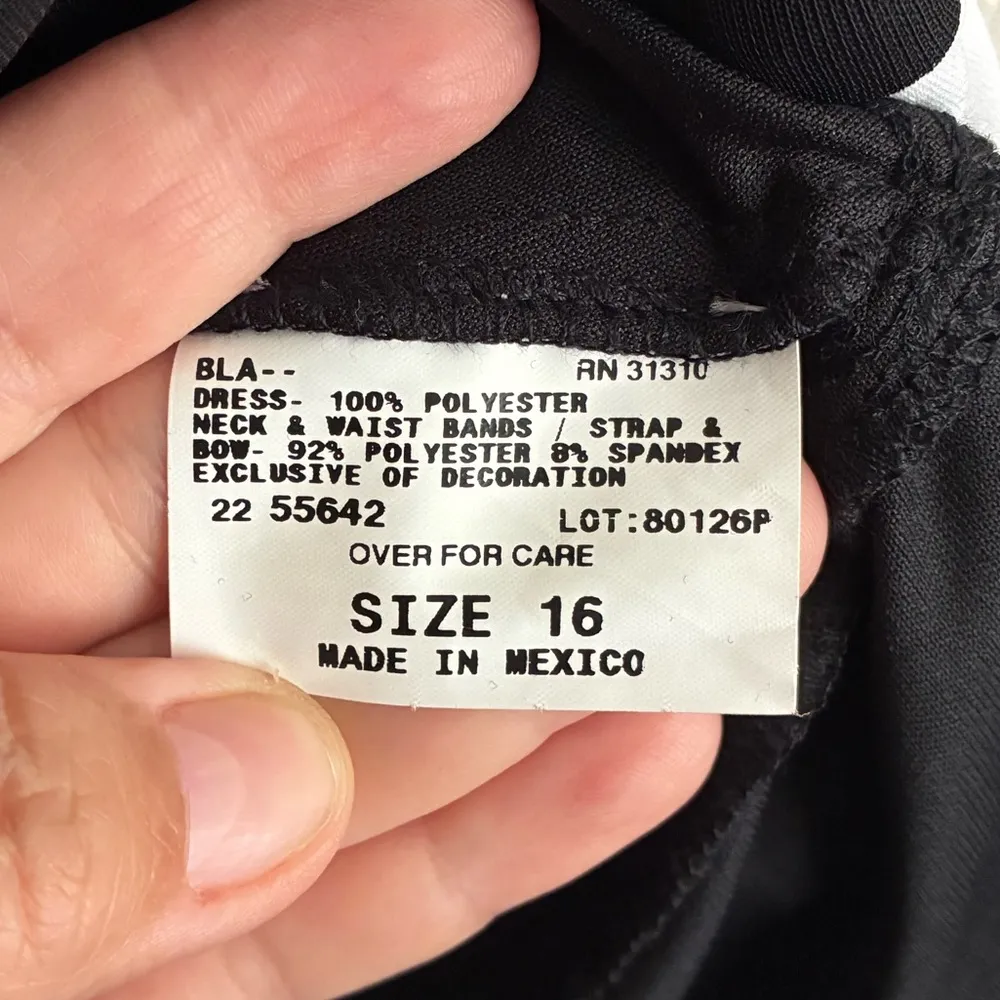 BLA-- RN 31310
DRESS- 100% POLYESTER
NECK & WAIST BANDS / STRAP &
BOW- 92% POLYESTER 8% SPANDEX
EXCLUSIVE OF DECORATION
22 55642 LOT:80126P
OVER FOR CARE
SIZE 16
MADE IN MEXICO